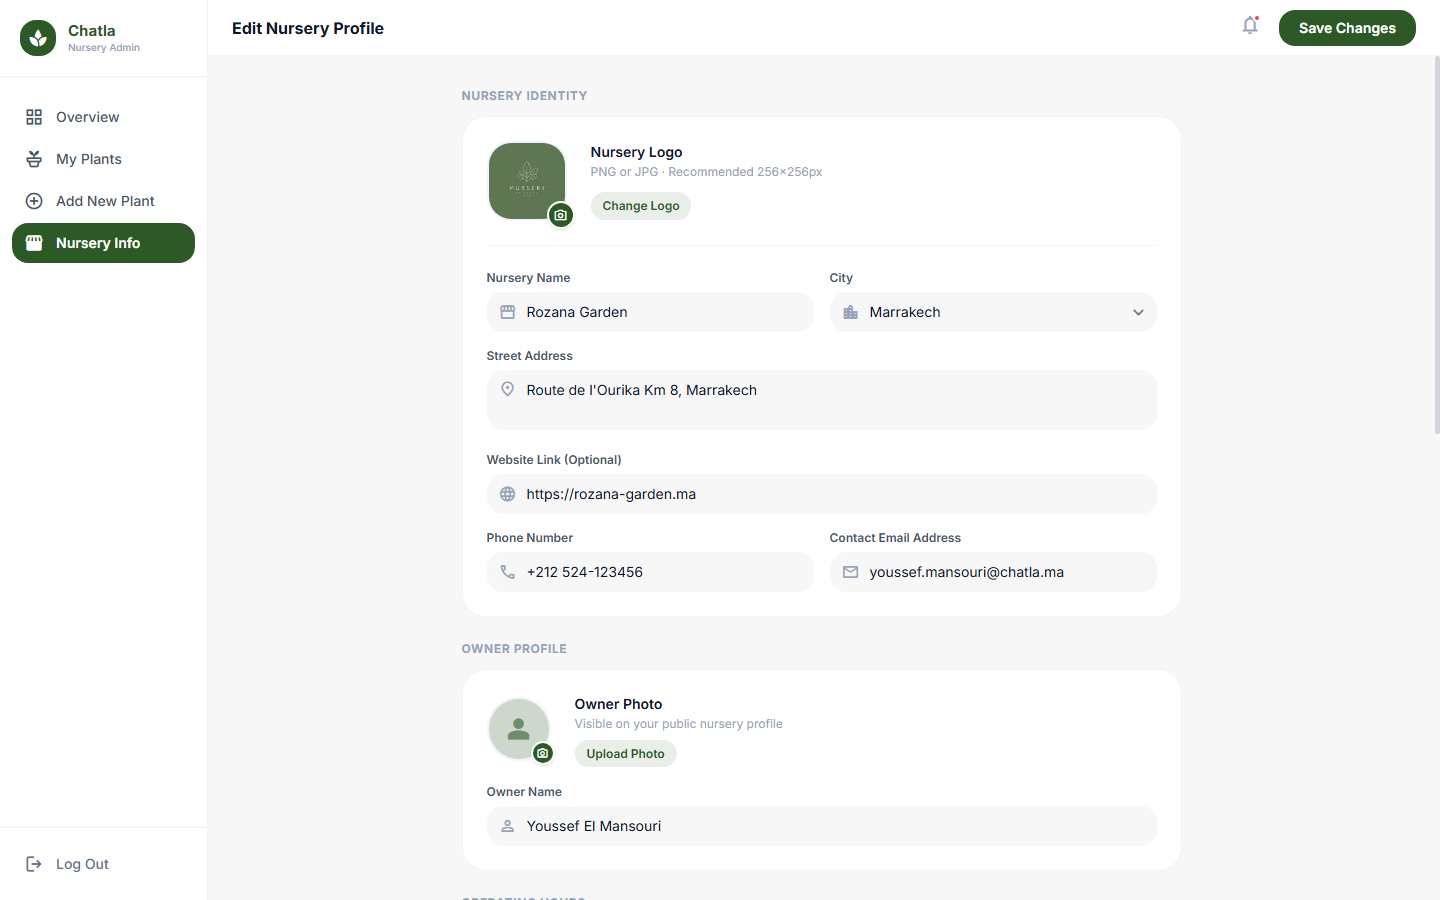 Chatla
Nursery Admin
Overview
My Plants
Add New Plant
Nursery Info
Log Out
Edit Nursery Profile
Save Changes
NURSERY IDENTITY
NURSERY
Nursery Logo
PNG or JPG · Recommended 256×256px
Change Logo
Nursery Name
City
Rozana Garden
Marrakech
Street Address
Route de l'Ourika Km 8, Marrakech
Website Link (Optional)
https://rozana-garden.ma
Phone Number
Contact Email Address
+212 524-123456
youssef.mansouri@chatla.ma
OWNER PROFILE
Owner Photo
Visible on your public nursery profile
Upload Photo
Owner Name
Youssef El Mansouri
OPERATING HOURS